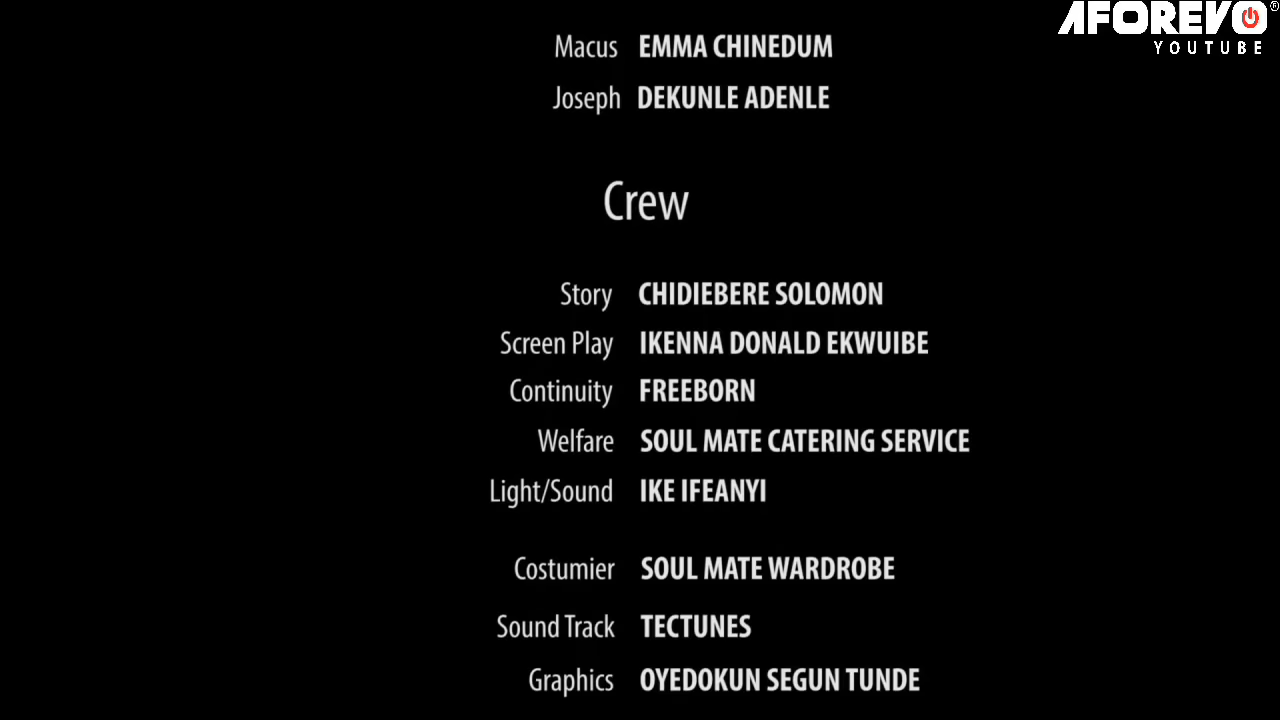 AFOREVO®
YOUTUBE
Macus EMMA CHINEDUM
Joseph DEKUNLE ADENLE
Crew
Story CHIDIEBERE SOLOMON
Screen Play IKENNA DONALD EKWUIBE
Continuity FREEBORN
Welfare SOUL MATE CATERING SERVICE
Light/Sound IKE IFEANYI
Costumier SOUL MATE WARDROBE
Sound Track TECTUNES
Graphics OYEDOKUN SEGUN TUNDE